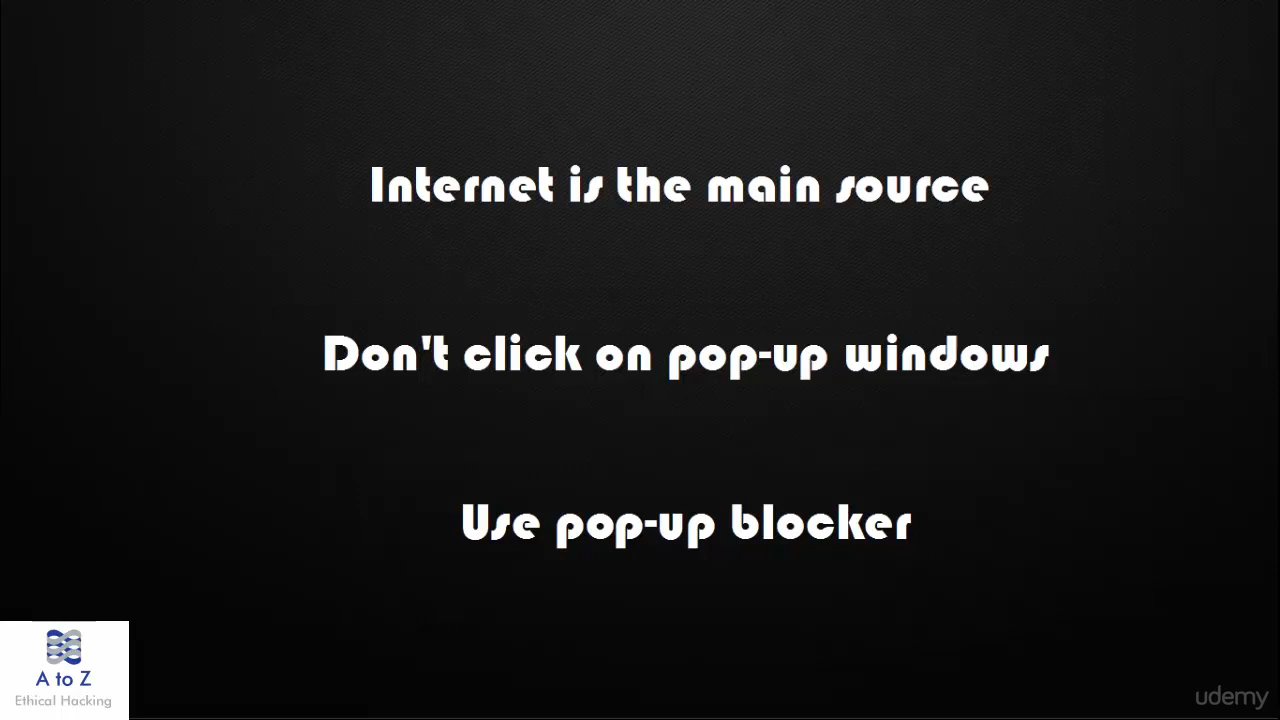 Internet is the main source
Don't click on pop-up windows
Use pop-up blocker
A to Z
Ethical Hacking
udemy